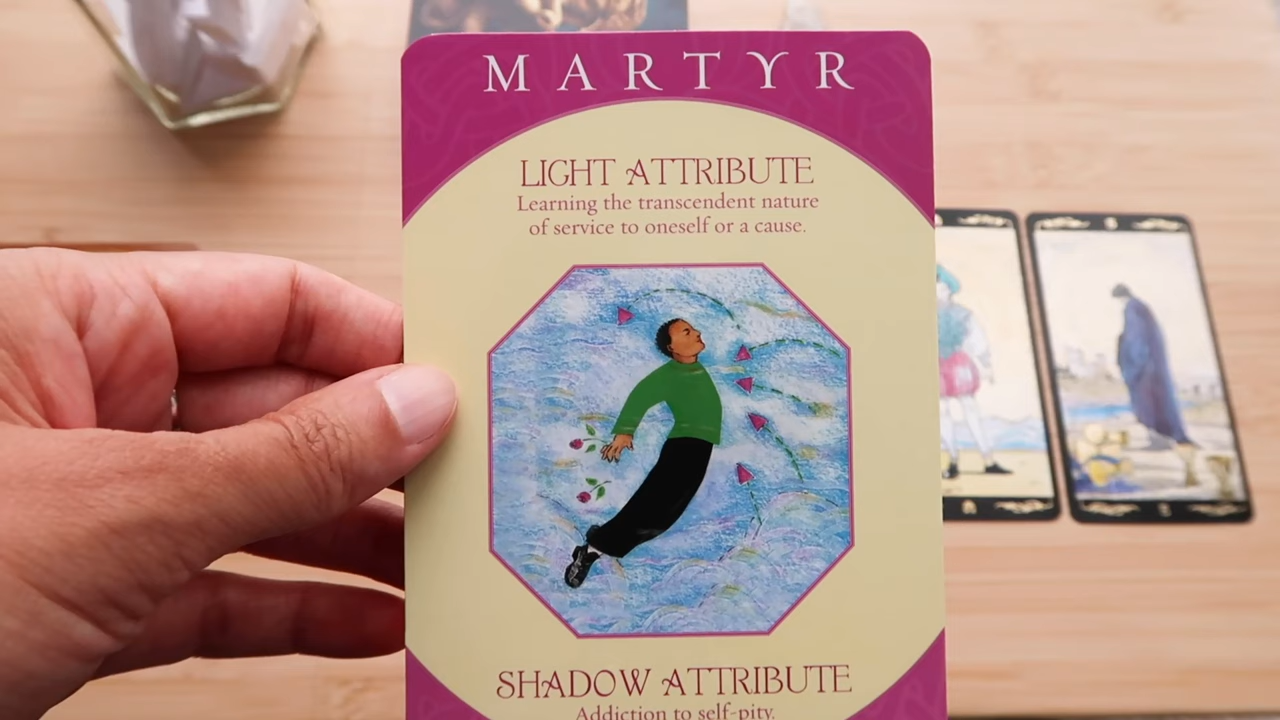 MARTYR
LIGHT ATTRIBUTE
Learning the transcendent nature
of service to oneself or a cause.
SHADOW ATTRIBUTE
Addiction to self-pity.